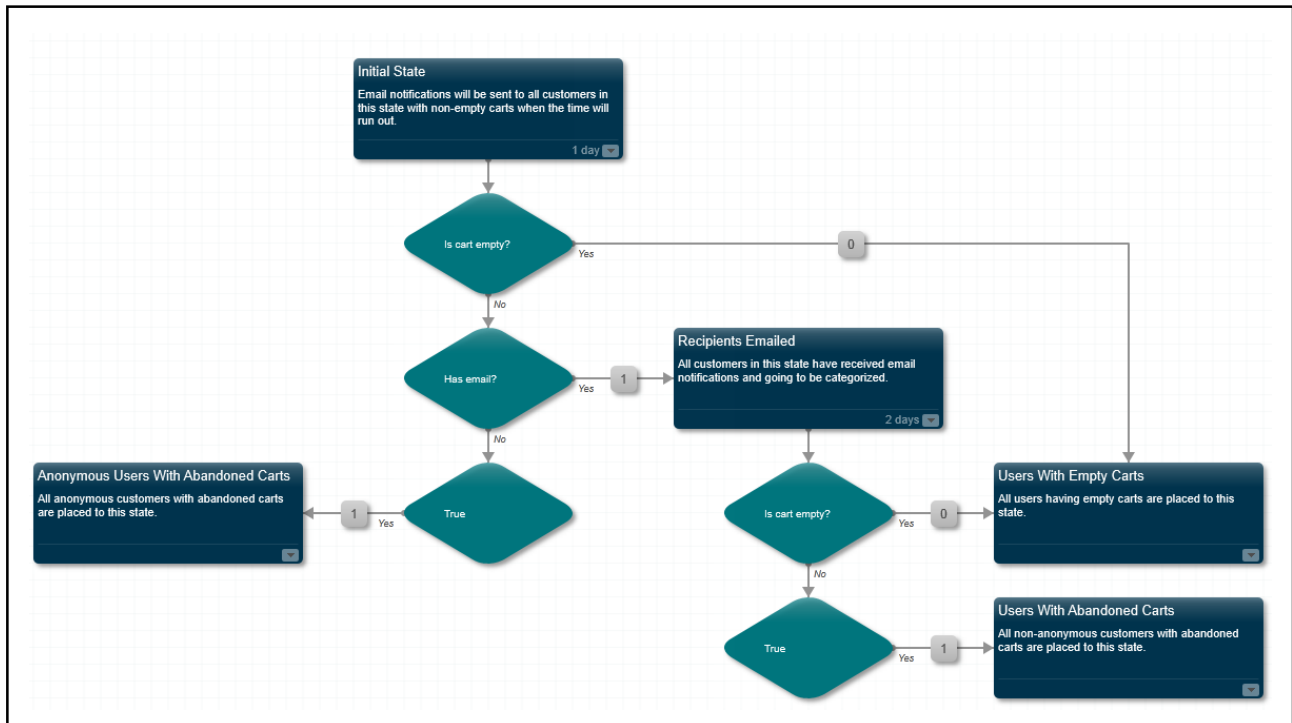 Initial State
Email notifications will be sent to all customers in
this state with non-empty carts when the time will
run out.
1 day
Is cart empty?
Yes
0
No
Has email?
Yes
1
Recipients Emailed
All customers in this state have received email
notifications and going to be categorized.
2 days
No
Anonymous Users With Abandoned Carts
All anonymous customers with abandoned carts
are placed to this state.
1
Yes
True
Is cart empty?
Yes
0
Users With Empty Carts
All users having empty carts are placed to this
state.
No
True
Yes
1
Users With Abandoned Carts
All non-anonymous customers with abandoned
carts are placed to this state.